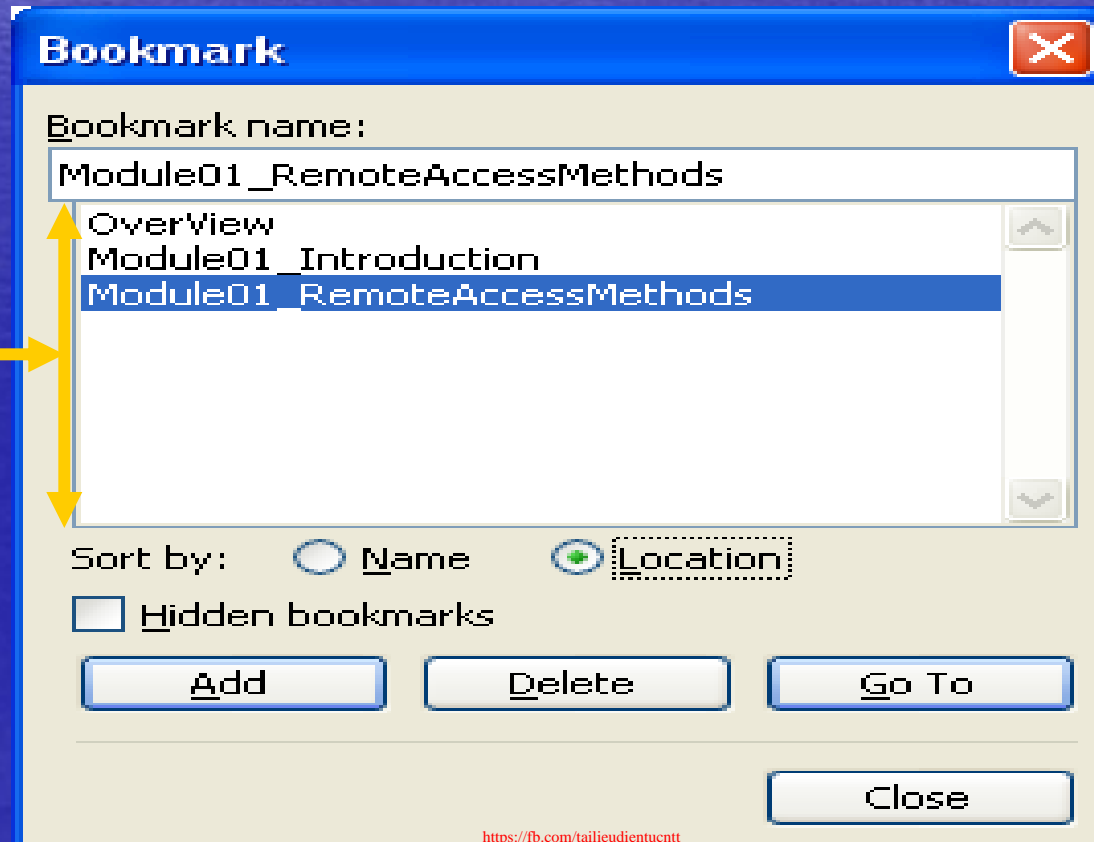 Bookmark
Bookmark name:
Module01_RemoteAccessMethods
OverView
Module01_Introduction
Module01_RemoteAccessMethods
Sort by: Name Location
Hidden bookmarks
Add Delete Go To
Close
https://fb.com/tailieudientucntt